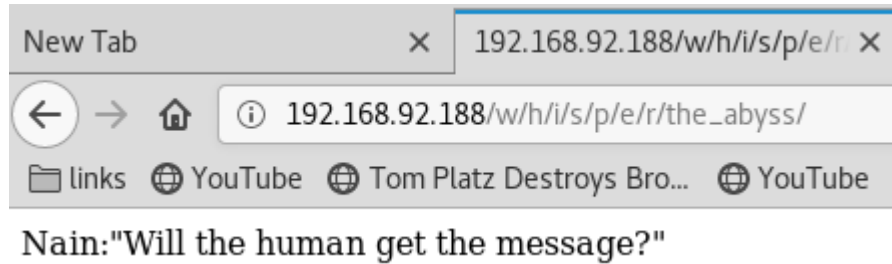 New Tab × 192.168.92.188/w/h/i/s/p/e/r ×
192.168.92.188/w/h/i/s/p/e/r/the_abyss/
links YouTube Tom Platz Destroys Bro... YouTube
Nain:"Will the human get the message?"